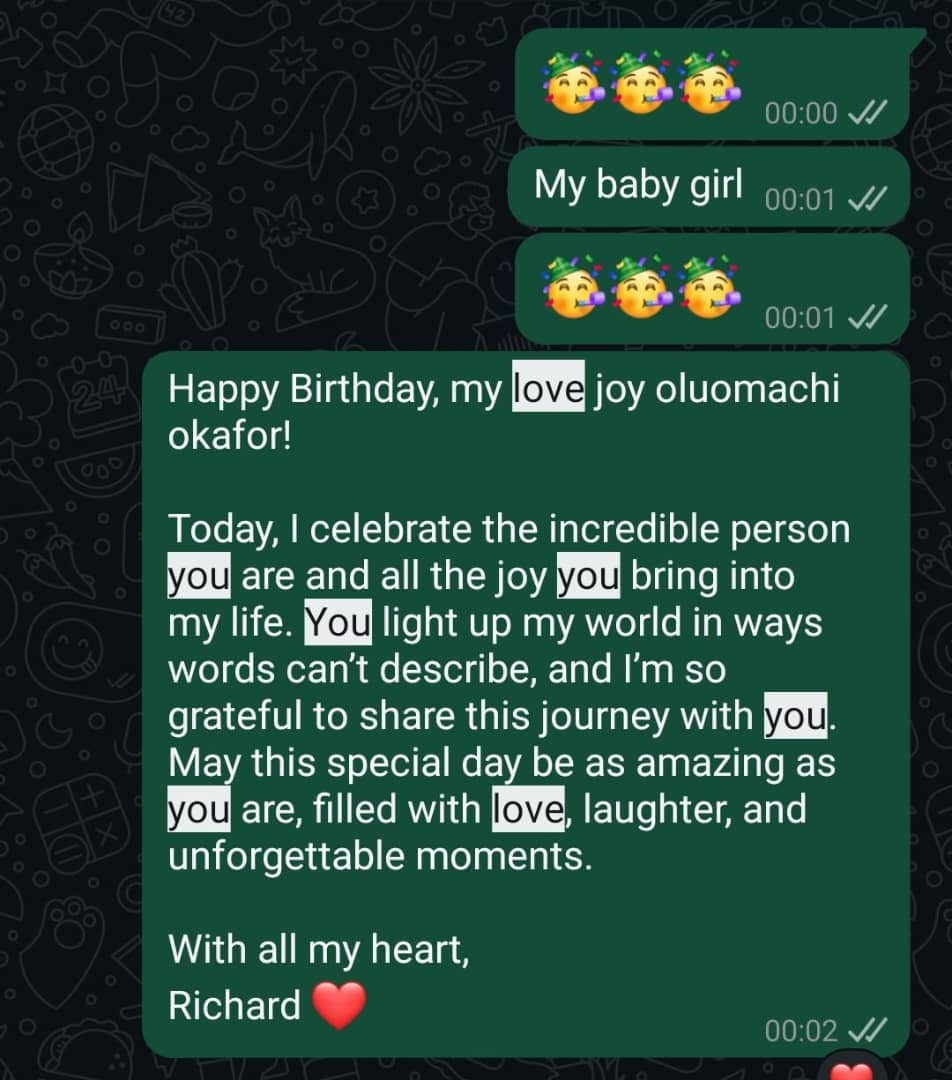 🥳🥳🥳
00:00
My baby girl
00:01
🥳🥳🥳
00:01
Happy Birthday, my love joy oluomachi
okafor!
Today, I celebrate the incredible person
you are and all the joy you bring into
my life. You light up my world in ways
words can’t describe, and I’m so
grateful to share this journey with you.
May this special day be as amazing as
you are, filled with love, laughter, and
unforgettable moments.
With all my heart,
Richard ❤️
00:02